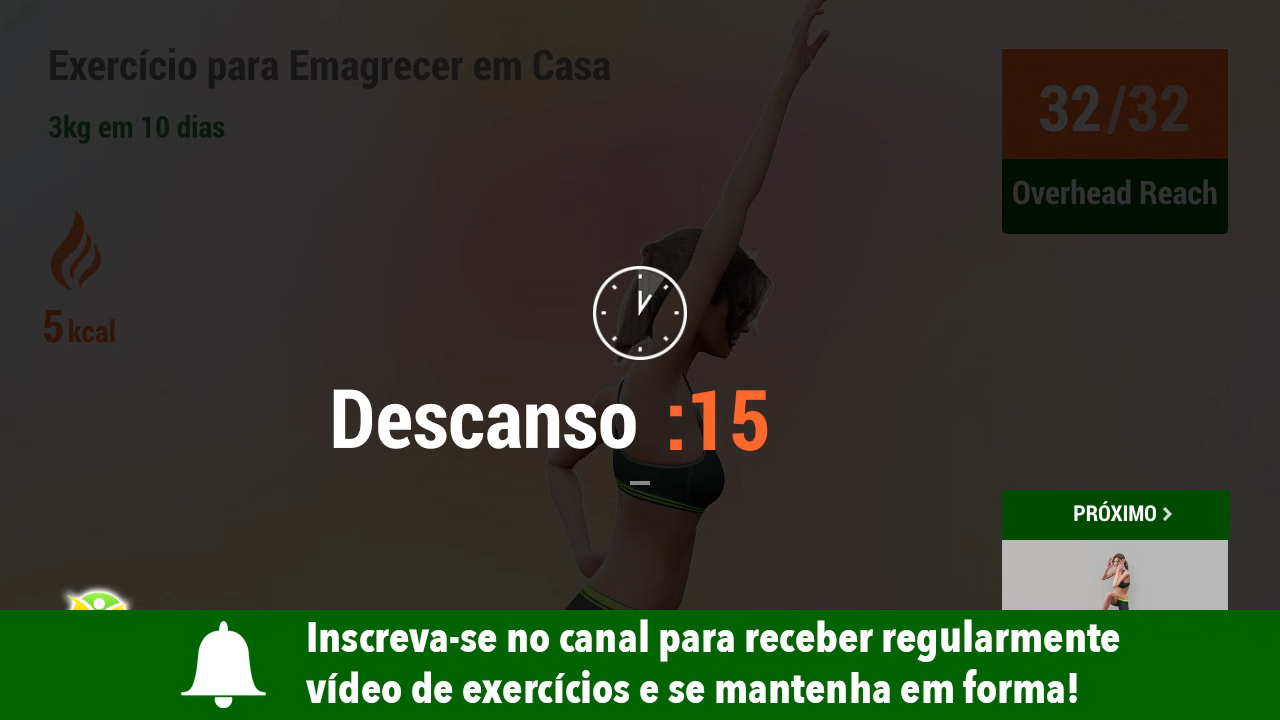 Exercício para Emagrecer em Casa
3kg em 10 dias
32/32
Overhead Reach
5 kcal
Descanso :15
PRÓXIMO >
Inscreva-se no canal para receber regularmente
vídeo de exercícios e se mantenha em forma!